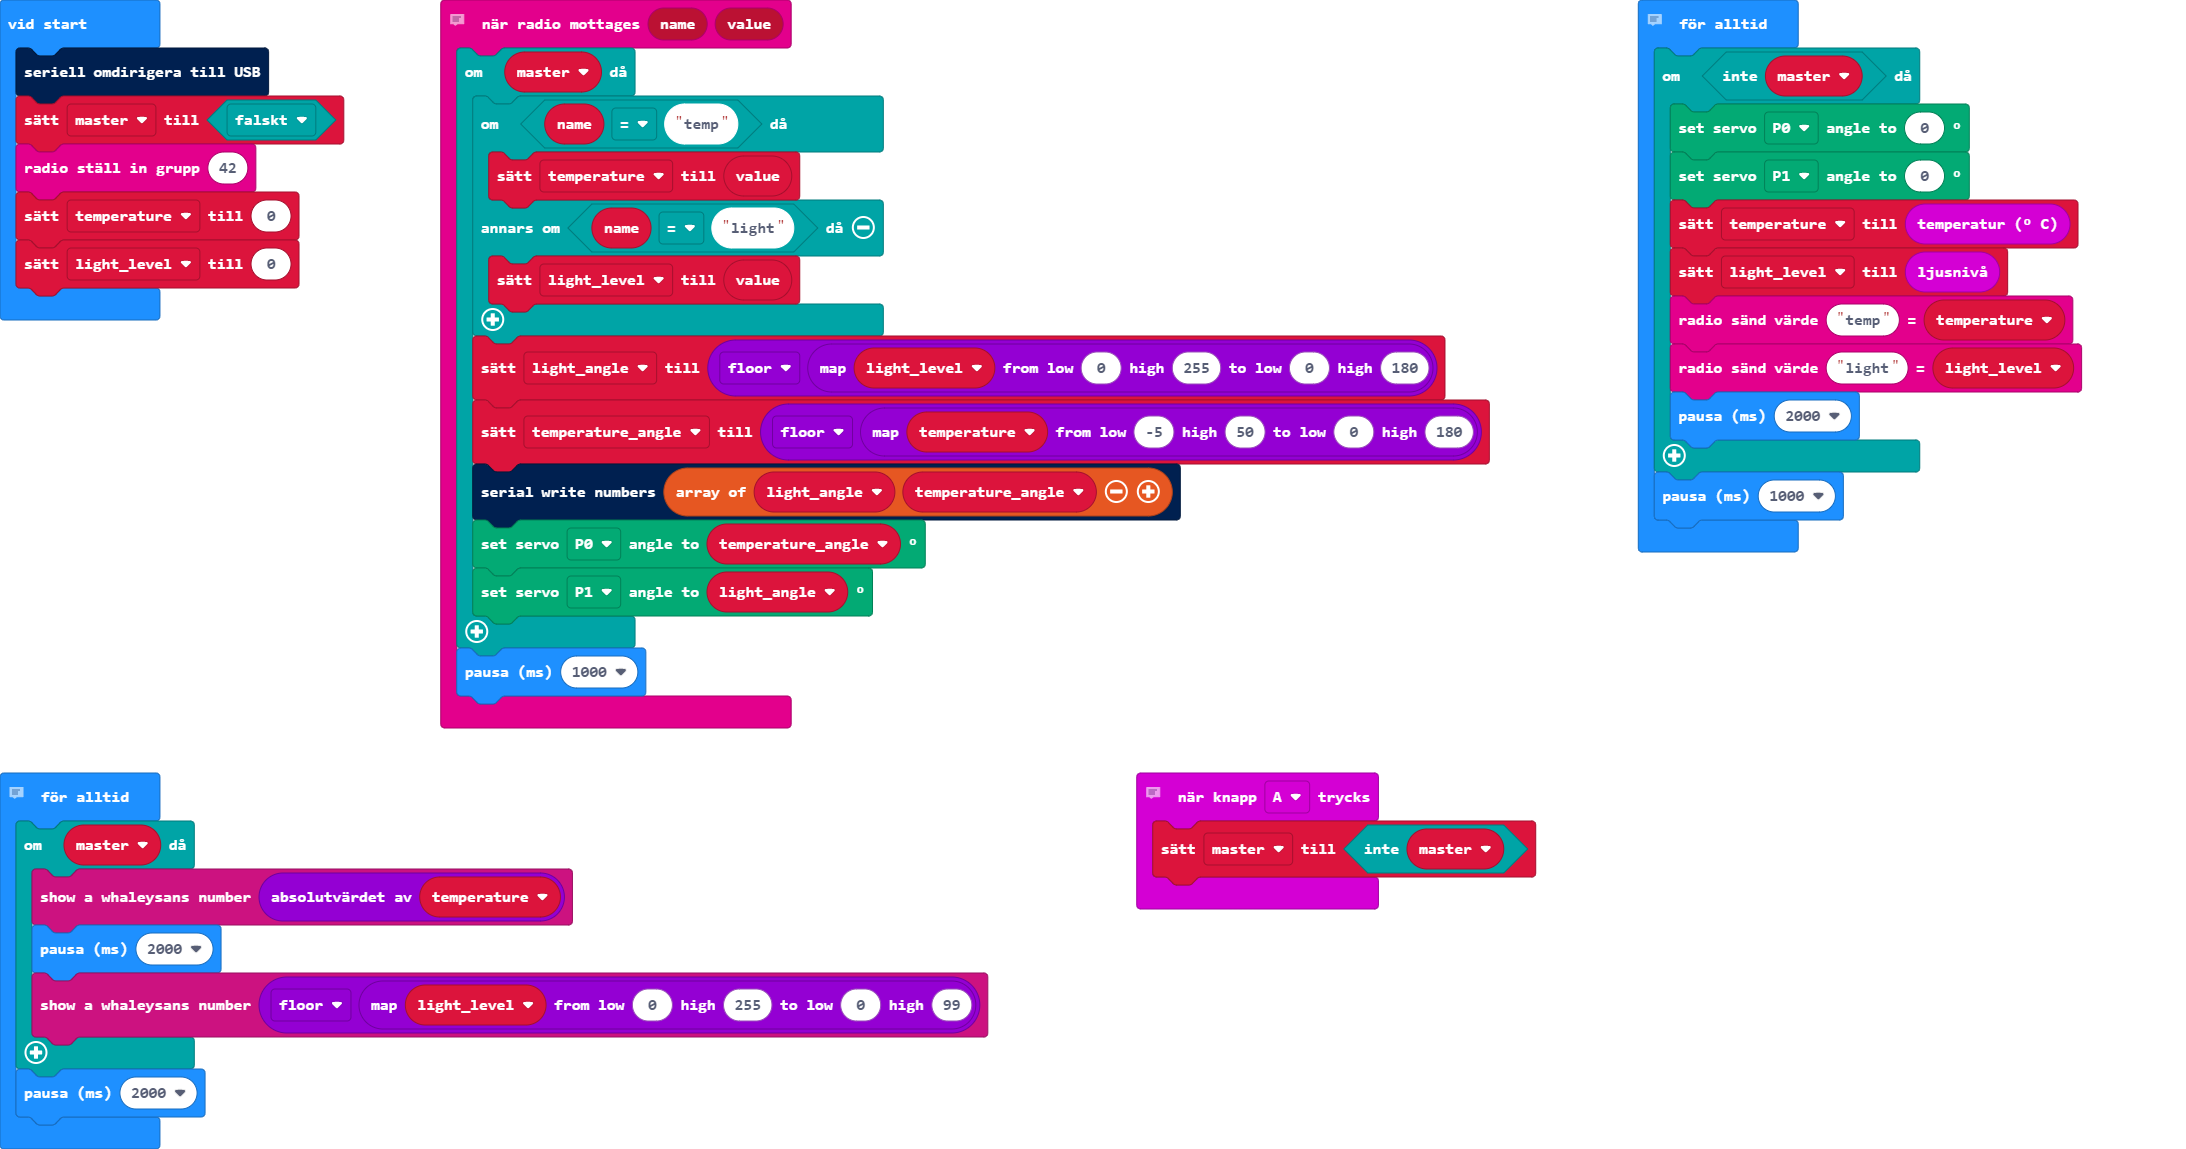 vid start
seriell omdirigera till USB
sätt master till falskt
radio ställ in grupp 42
sätt temperature till 0
sätt light_level till 0
när radio mottages name value
om master då
om name = "temp" då
sätt temperature till value
annars om name = "light" då
sätt light_level till value
sätt light_angle till floor map light_level from low 0 high 255 to low 0 high 180
sätt temperature_angle till floor map temperature from low -5 high 50 to low 0 high 180
serial write numbers array of light_angle temperature_angle
set servo P0 angle to temperature_angle °
set servo P1 angle to light_angle °
pausa (ms) 1000
för alltid
om inte master då
set servo P0 angle to 0 °
set servo P1 angle to 0 °
sätt temperature till temperatur (° C)
sätt light_level till ljusnivå
radio sänd värde "temp" = temperature
radio sänd värde "light" = light_level
pausa (ms) 2000
pausa (ms) 1000
för alltid
om master då
show a whaleysans number absolutvärdet av temperature
pausa (ms) 2000
show a whaleysans number floor map light_level from low 0 high 255 to low 0 high 99
pausa (ms) 2000
när knapp A trycks
sätt master till inte master